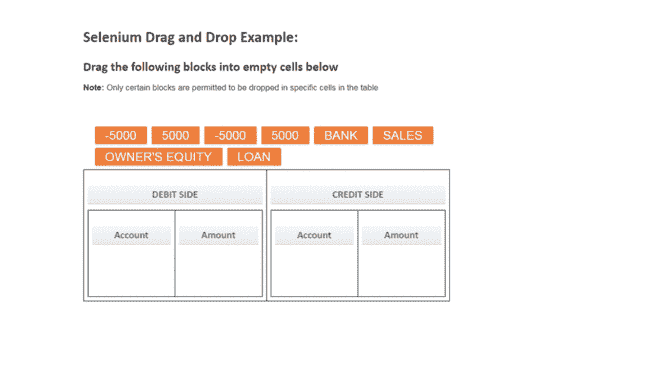 Selenium Drag and Drop Example:
Drag the following blocks into empty cells below
Note: Only certain blocks are permitted to be dropped in specific cells in the table
-5000 5000 -5000 5000 BANK SALES
OWNER'S EQUITY LOAN
DEBIT SIDE CREDIT SIDE
Account Amount Account Amount